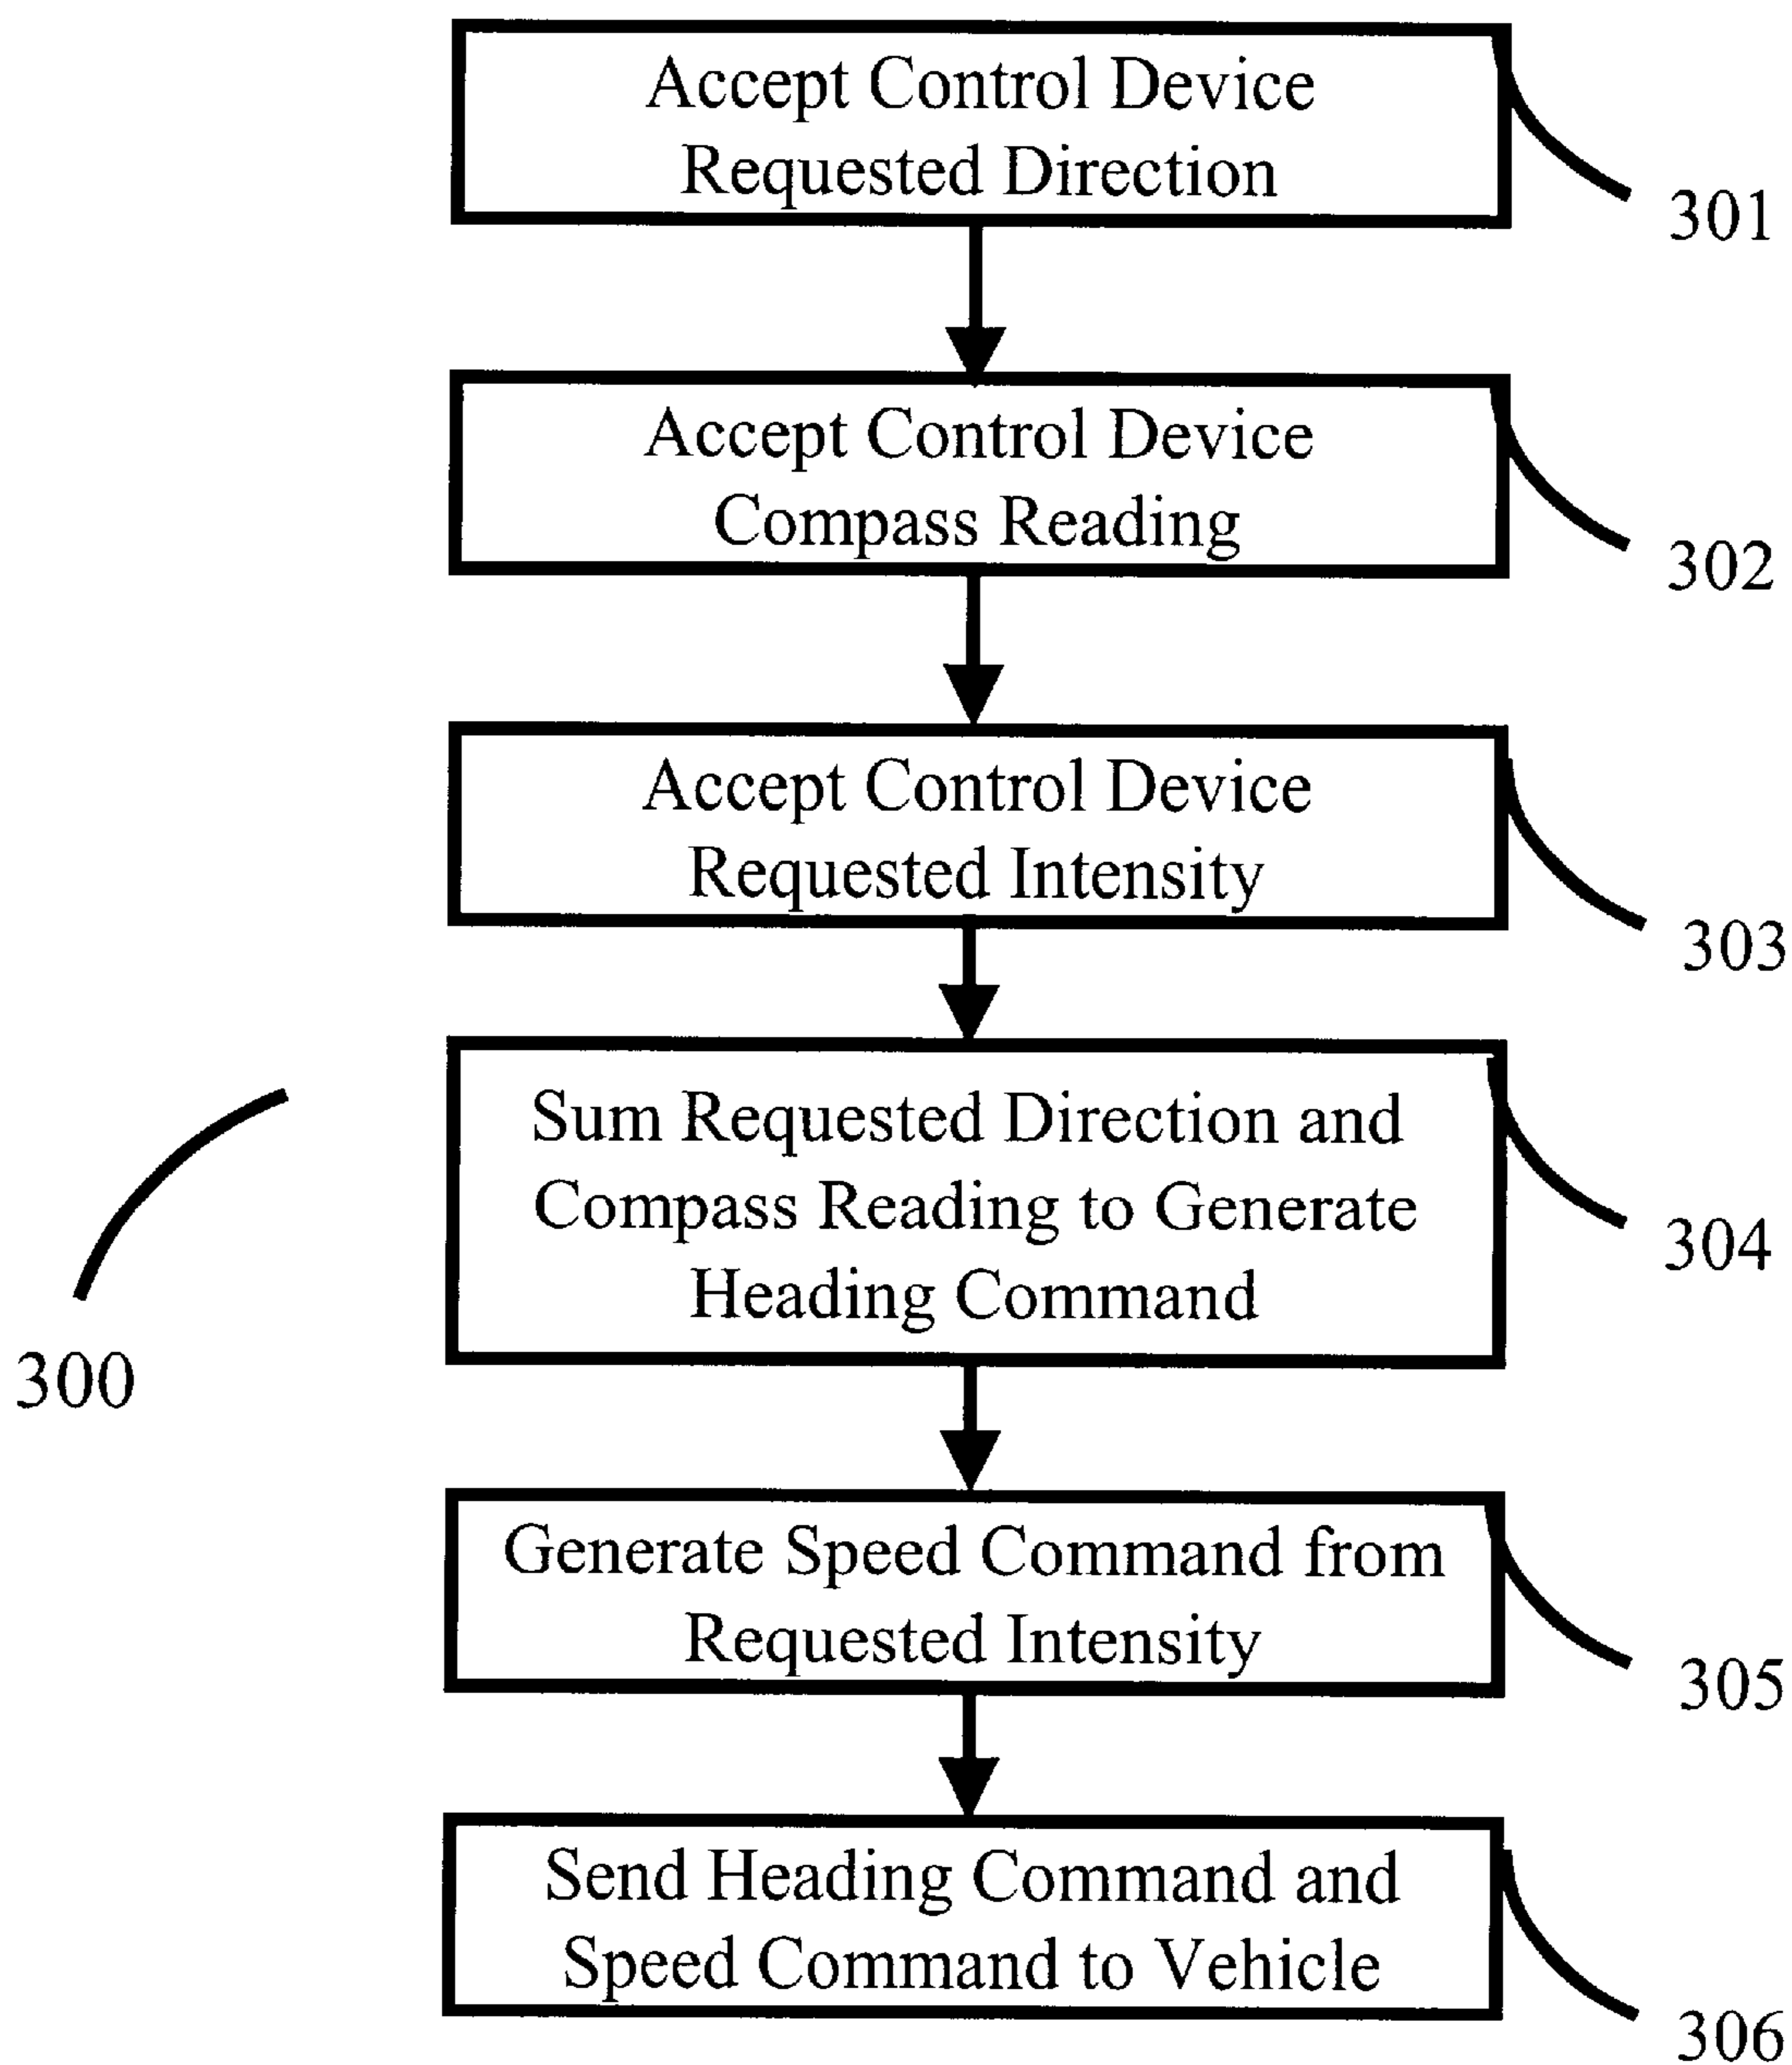 Accept Control Device
Requested Direction
301
Accept Control Device
Compass Reading
302
Accept Control Device
Requested Intensity
303
Sum Requested Direction and
Compass Reading to Generate
Heading Command
304
300
Generate Speed Command from
Requested Intensity
305
Send Heading Command and
Speed Command to Vehicle
306